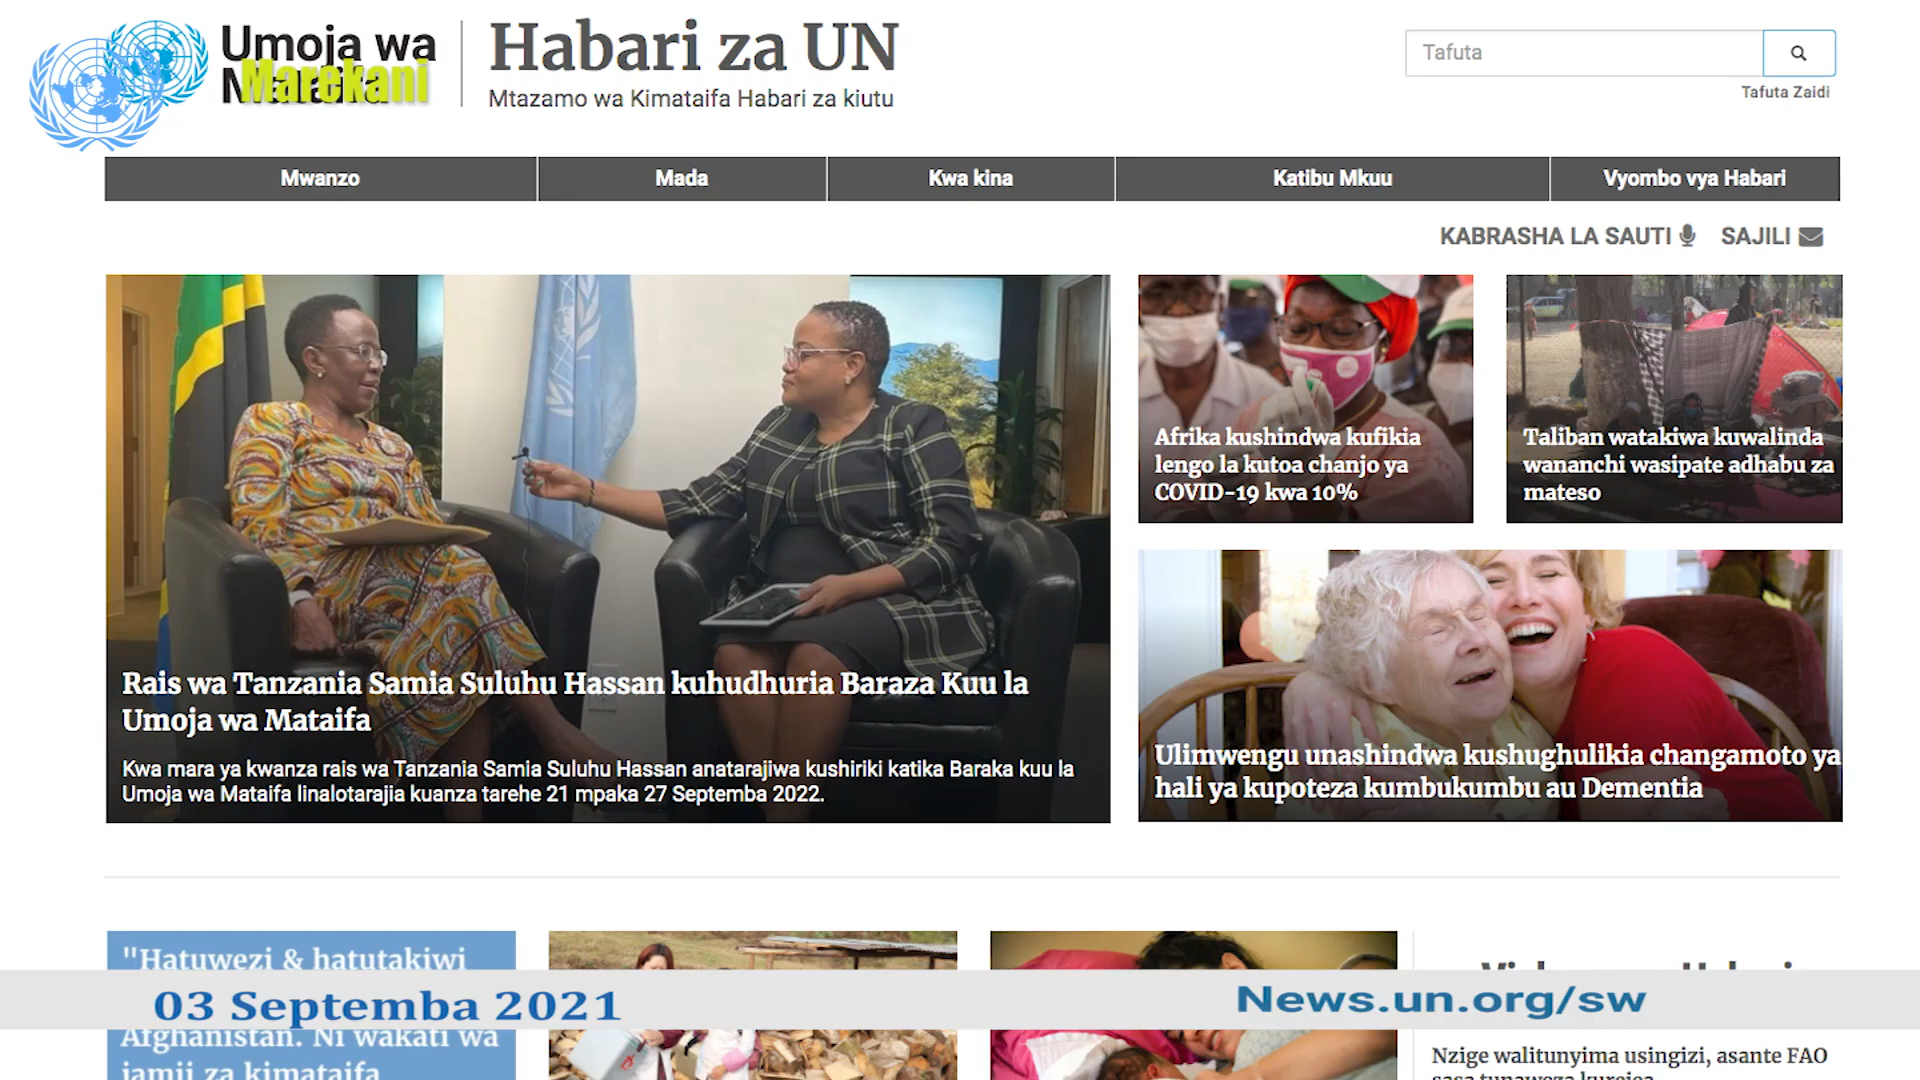 Umoja wa
Marekani
Habari za UN
Mtazamo wa Kimataifa Habari za kiutu
Tafuta
Tafuta Zaidi
Mwanzo
Mada
Kwa kina
Katibu Mkuu
Vyombo vya Habari
KABRASHA LA SAUTI
SAJILI
Rais wa Tanzania Samia Suluhu Hassan kuhudhuria Baraza Kuu la
Umoja wa Mataifa
Kwa mara ya kwanza rais wa Tanzania Samia Suluhu Hassan anatarajiwa kushiriki katika Baraka kuu la
Umoja wa Mataifa linalotarajia kuanza tarehe 21 mpaka 27 Septemba 2022.
Afrika kushindwa kufikia
lengo la kutoa chanjo ya
COVID-19 kwa 10%
Taliban watakiwa kuwalinda
wananchi wasipate adhabu za
mateso
Ulimwengu unashindwa kushughulikia changamoto ya
hali ya kupoteza kumbukumbu au Dementia
"Hatuwezi & hatutakiwi
Afghanistan. Ni wakati wa
jamii za kimataifa
03 Septemba 2021
News.un.org/sw
Nzige walitunyima usingizi, asante FAO